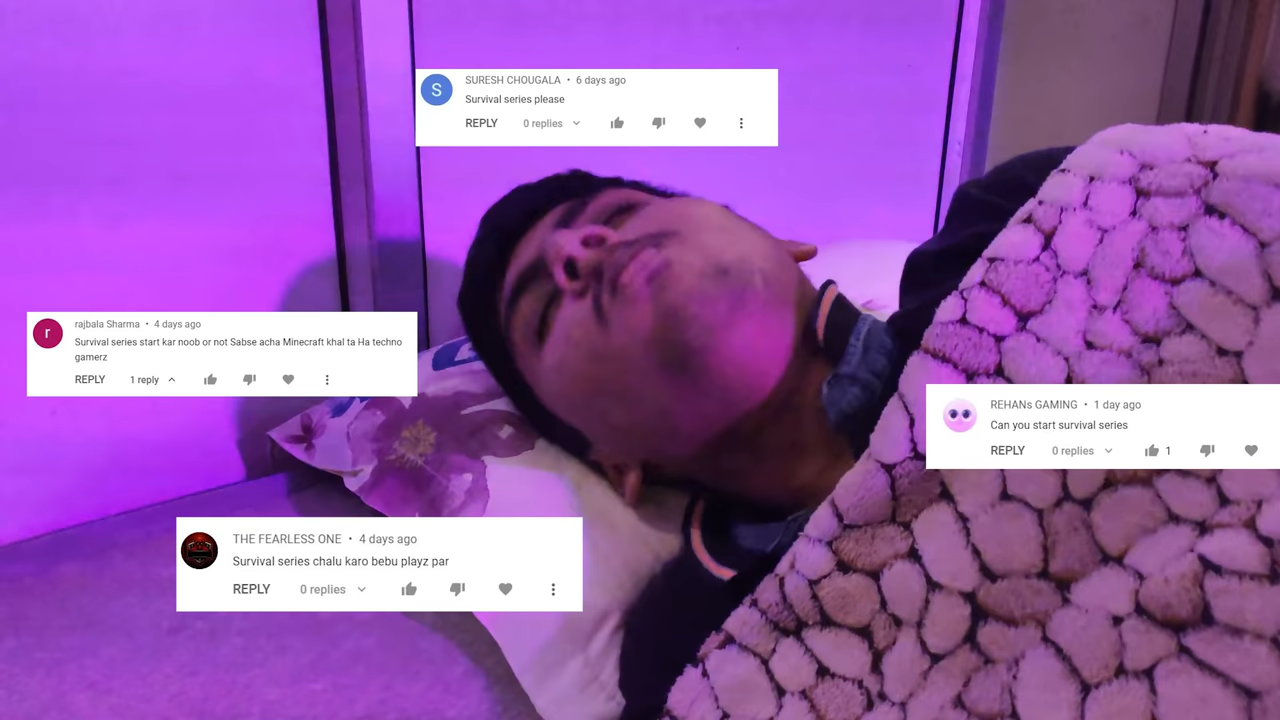 S
SURESH CHOUGALA • 6 days ago
Survival series please
REPLY 0 replies
r
rajbala Sharma • 4 days ago
Survival series start kar noob or not Sabse acha Minecraft khal ta Ha techno
gamerz
REPLY 1 reply
REHANs GAMING • 1 day ago
Can you start survival series
REPLY 0 replies 1
THE FEARLESS ONE • 4 days ago
Survival series chalu karo bebu playz par
REPLY 0 replies